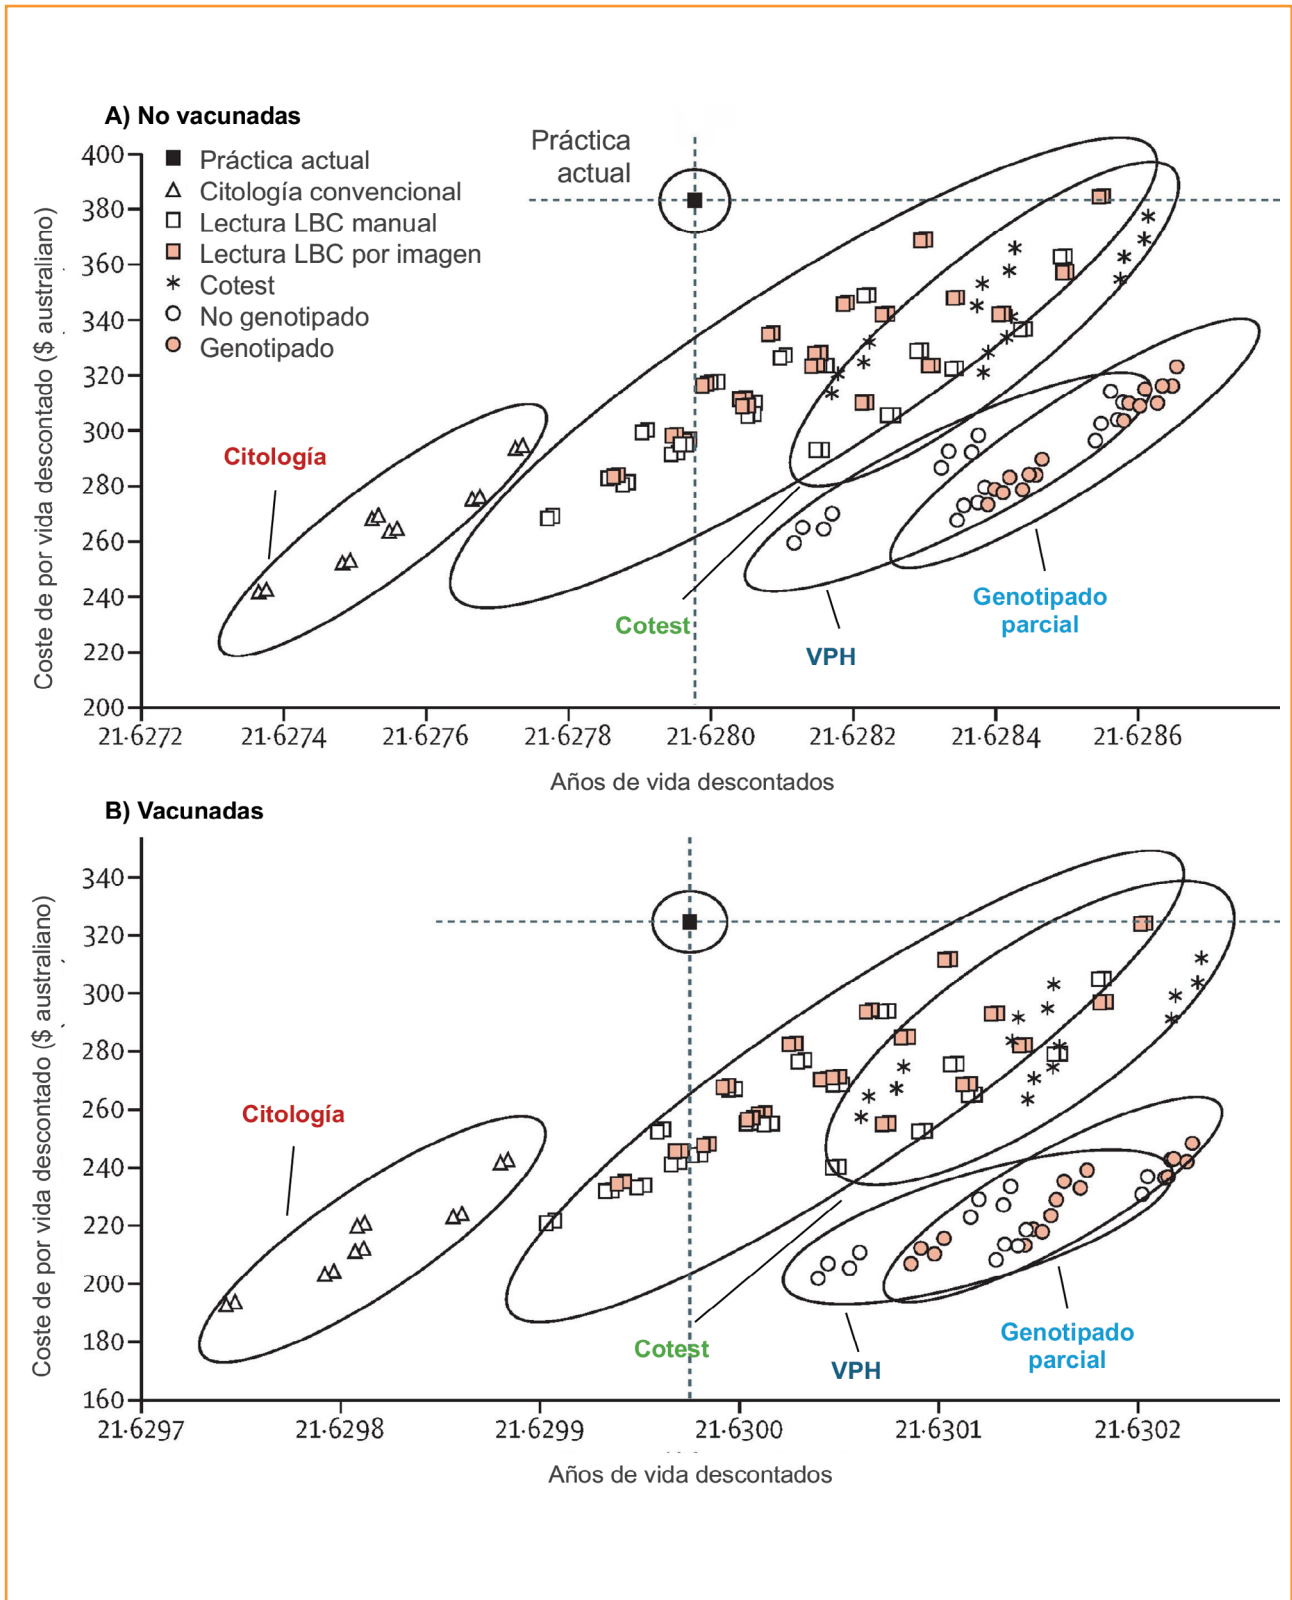 A) No vacunadas
Práctica actual
Práctica actual
Citología convencional
Lectura LBC manual
Lectura LBC por imagen
Cotest
No genotipado
Genotipado
Coste de por vida descontado ($ australiano)
400
380
360
340
320
300
280
260
240
220
200
Citología
Cotest
VPH
Genotipado
parcial
21·6272
21·6274
21·6276
21·6278
21·6280
21·6282
21·6284
21·6286
Años de vida descontados
B) Vacunadas
Coste de por vida descontado ($ australiano)
340
320
300
280
260
240
220
200
180
160
Citología
Cotest
VPH
Genotipado
parcial
21·6297
21·6298
21·6299
21·6300
21·6301
21·6302
Años de vida descontados